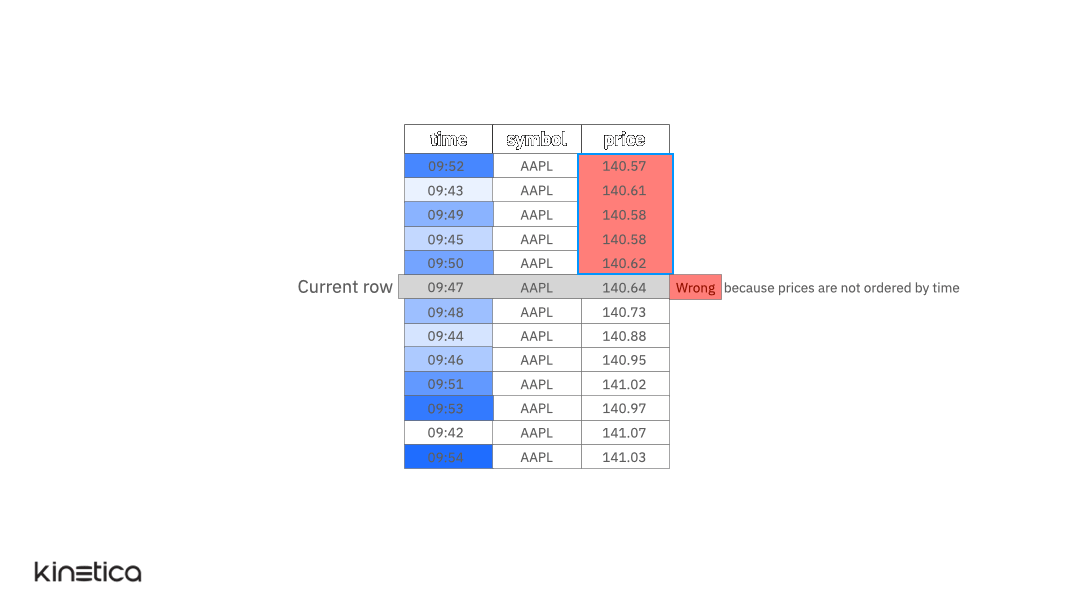 time symbol price
09:52 AAPL 140.57
09:43 AAPL 140.61
09:49 AAPL 140.58
09:45 AAPL 140.58
09:50 AAPL 140.62
Current row 09:47 AAPL 140.64 Wrong because prices are not ordered by time
09:48 AAPL 140.73
09:44 AAPL 140.88
09:46 AAPL 140.95
09:51 AAPL 141.02
09:53 AAPL 140.97
09:42 AAPL 141.07
09:54 AAPL 141.03
kinetica